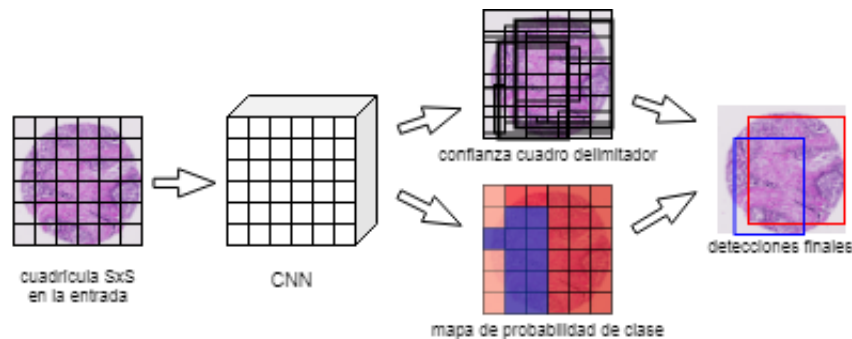 cuadrícula SxS
en la entrada
CNN
confianza cuadro delimitador
mapa de probabilidad de clase
detecciones finales